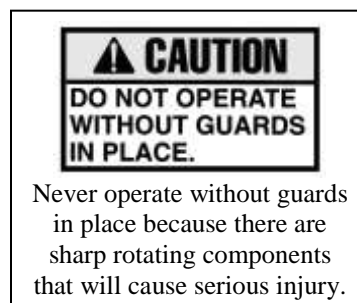 CAUTION
DO NOT OPERATE
WITHOUT GUARDS
IN PLACE.
Never operate without guards
in place because there are
sharp rotating components
that will cause serious injury.